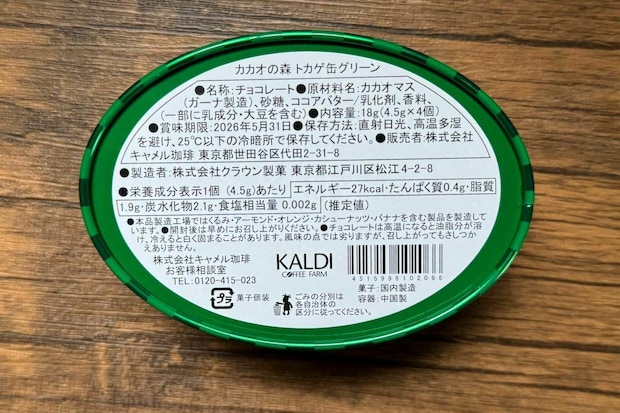 カカオの森 トカゲ缶グリーン
●名称:チョコレート●原材料名:カカオマス
(ガーナ製造)、砂糖、ココアバター/乳化剤、香料、
(一部に乳成分・大豆を含む)●内容量:18g(4.5g×4個)
●賞味期限:2026年5月31日●保存方法:直射日光、高温多湿
を避け、25℃以下の冷暗所で保存してください。●販売者:株式会社
キャメル珈琲 東京都世田谷区代田2-31-8
●製造者:株式会社クラウン製菓 東京都江戸川区松江4-2-8
●栄養成分表示1個 (4.5g)あたり エネルギー27kcal・たんぱく質0.4g・脂質
1.9g・炭水化物2.1g・食塩相当量 0.002g (推定値)
●本品製造工場ではくるみ・アーモンド・オレンジ・カシューナッツ・バナナを含む製品を製造して
います。●開封後は早めにお召し上がりください。●チョコレートは高温になると油脂分が溶
け、冷えると白く固まることがあります。風味の点では劣りますが、召し上がってもさしつか
えありません。
株式会社キャメル珈琲
お客様相談室
TEL:0120-415-023
KALDI
COFFEE FARM
4515996102066
プラ
菓子個装
ごみの分別は
各自治体の
区分に従ってください。
菓子:国内製造
容器:中国製